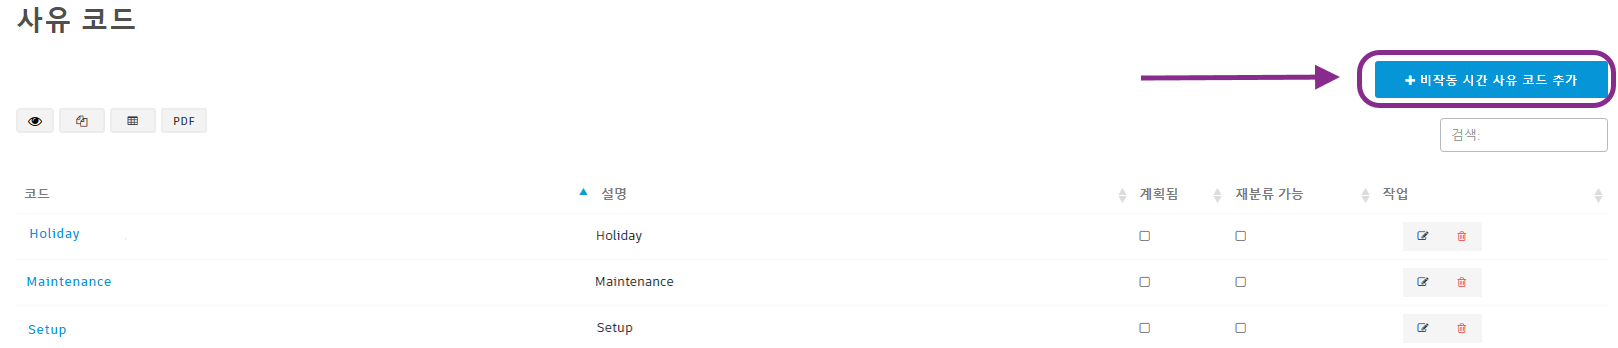 사유 코드
+ 비작동 시간 사유 코드 추가
PDF
검색:
코드 설명 계획됨 재분류 가능 작업
Holiday Holiday
Maintenance Maintenance
Setup Setup